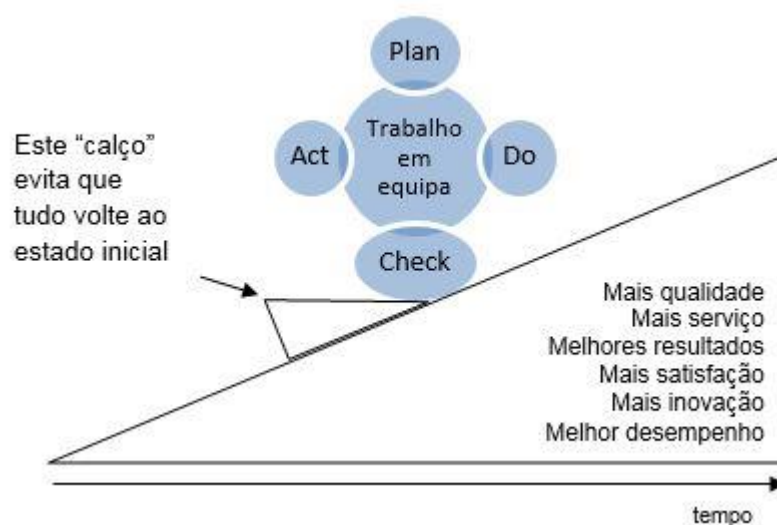 Plan
Este “calço”
evita que
tudo volte ao
estado inicial
Act
Trabalho
em
equipa
Do
Check
Mais qualidade
Mais serviço
Melhores resultados
Mais satisfação
Mais inovação
Melhor desempenho
tempo